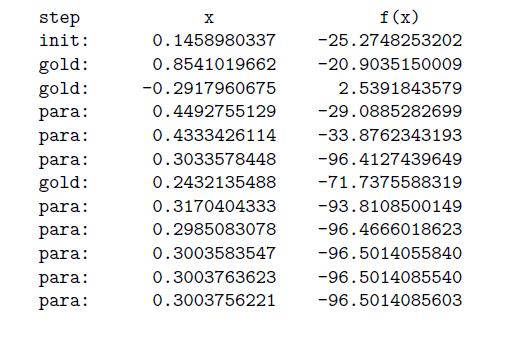 step x f(x)
init: 0.1458980337 -25.2748253202
gold: 0.8541019662 -20.9035150009
gold: -0.2917960675 2.5391843579
para: 0.4492755129 -29.0885282699
para: 0.4333426114 -33.8762343193
para: 0.3033578448 -96.4127439649
gold: 0.2432135488 -71.7375588319
para: 0.3170404333 -93.8108500149
para: 0.2985083078 -96.4666018623
para: 0.3003583547 -96.5014055840
para: 0.3003763623 -96.5014085540
para: 0.3003756221 -96.5014085603